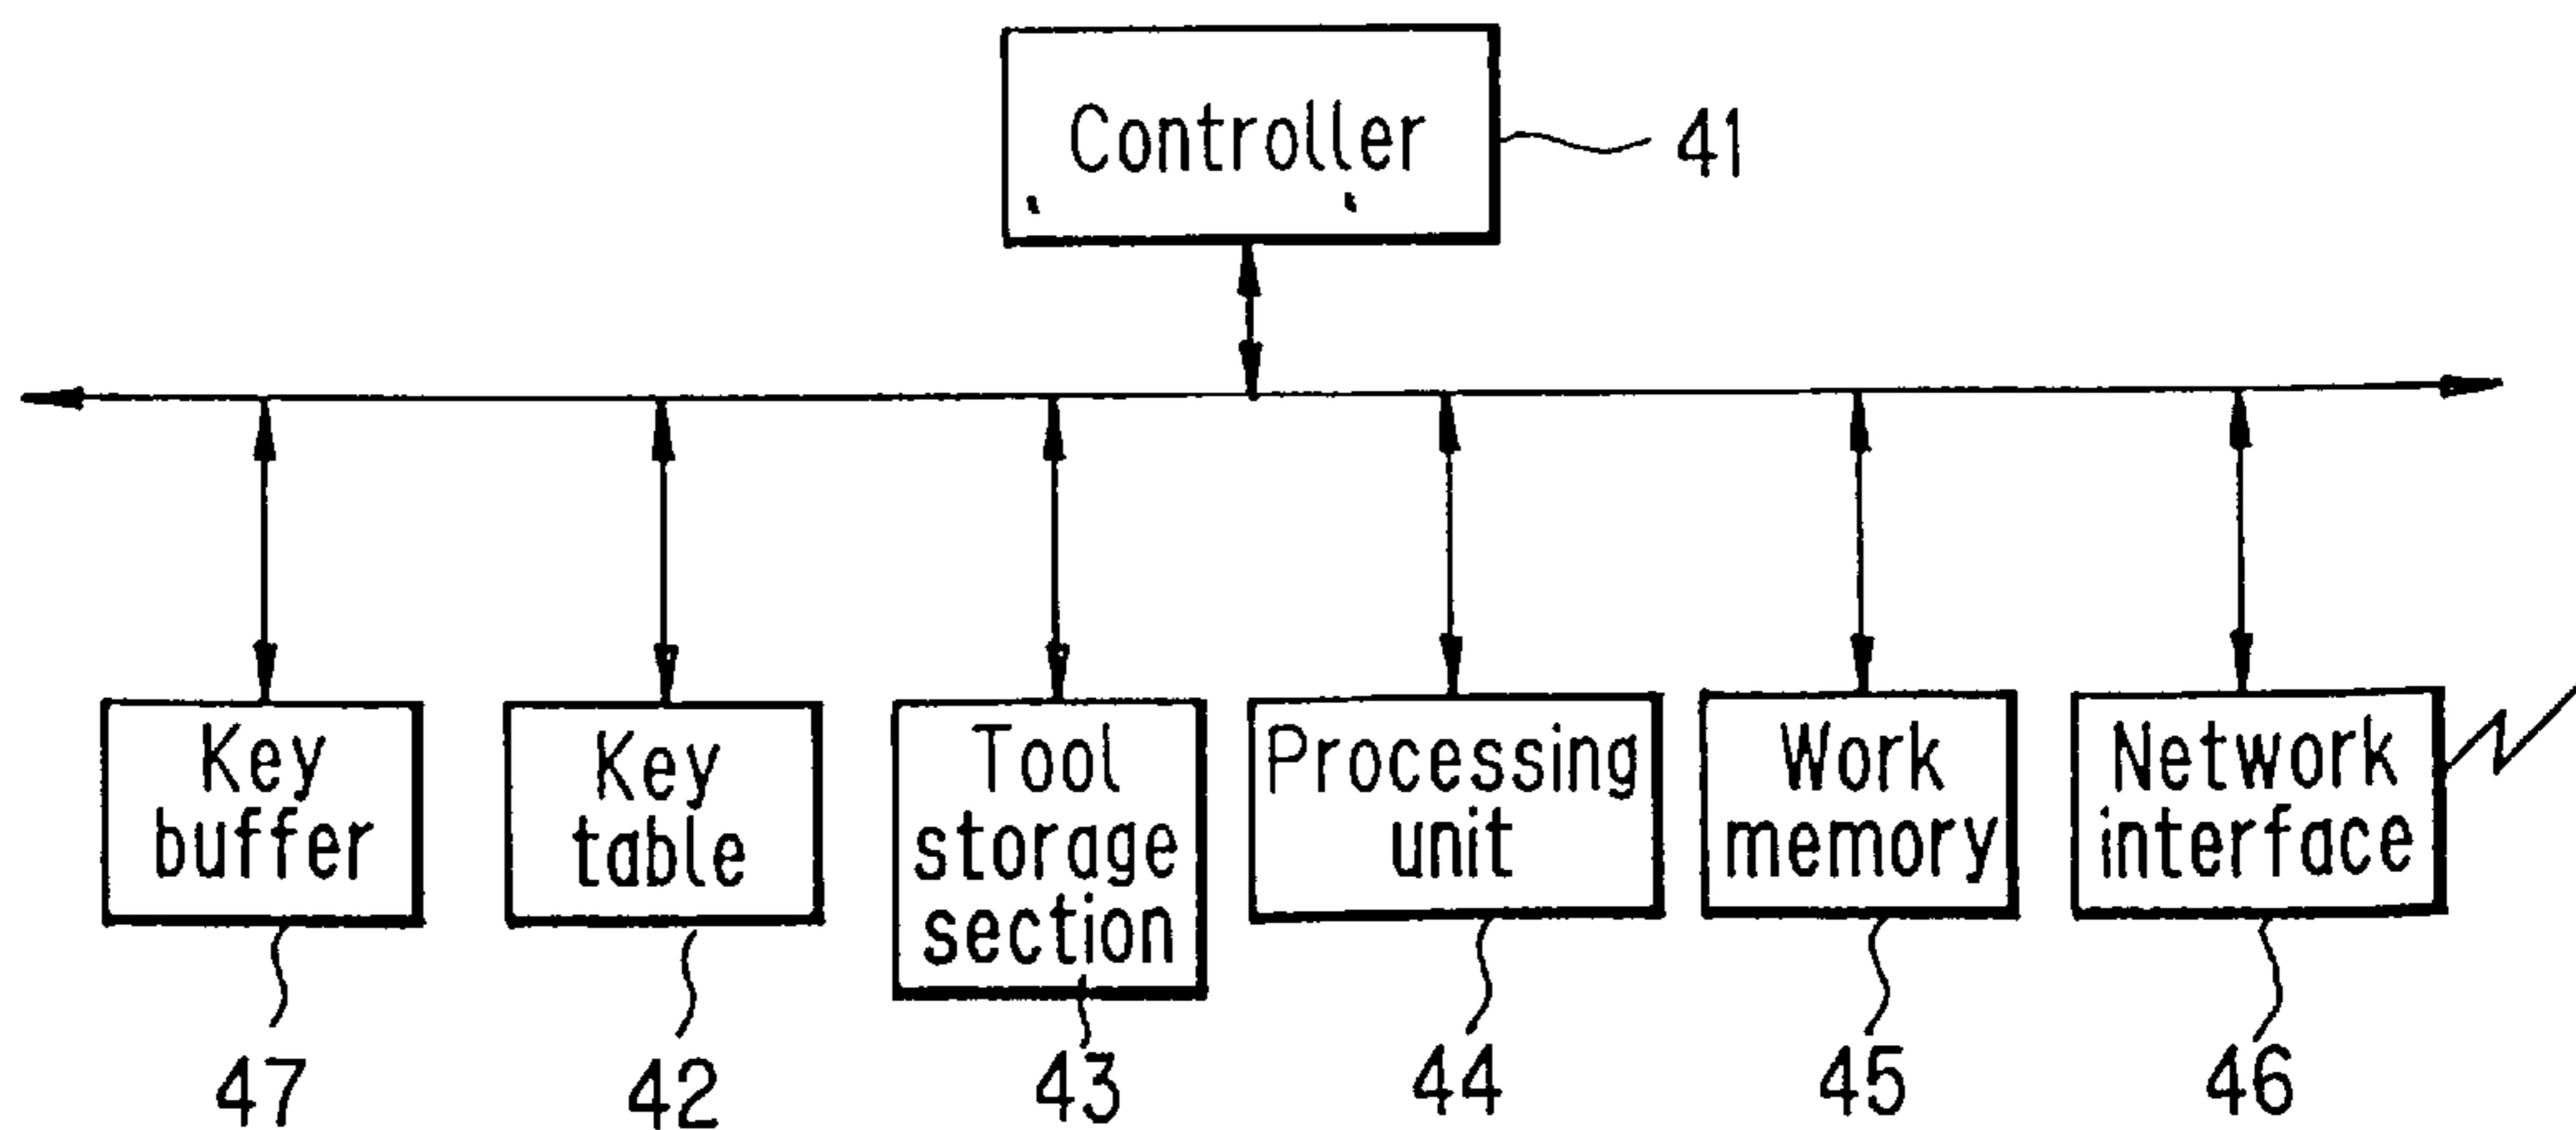 Controller
41
Key
buffer
Key
table
Tool
storage
section
Processing
unit
Work
memory
Network
interface
47
42
43
44
45
46